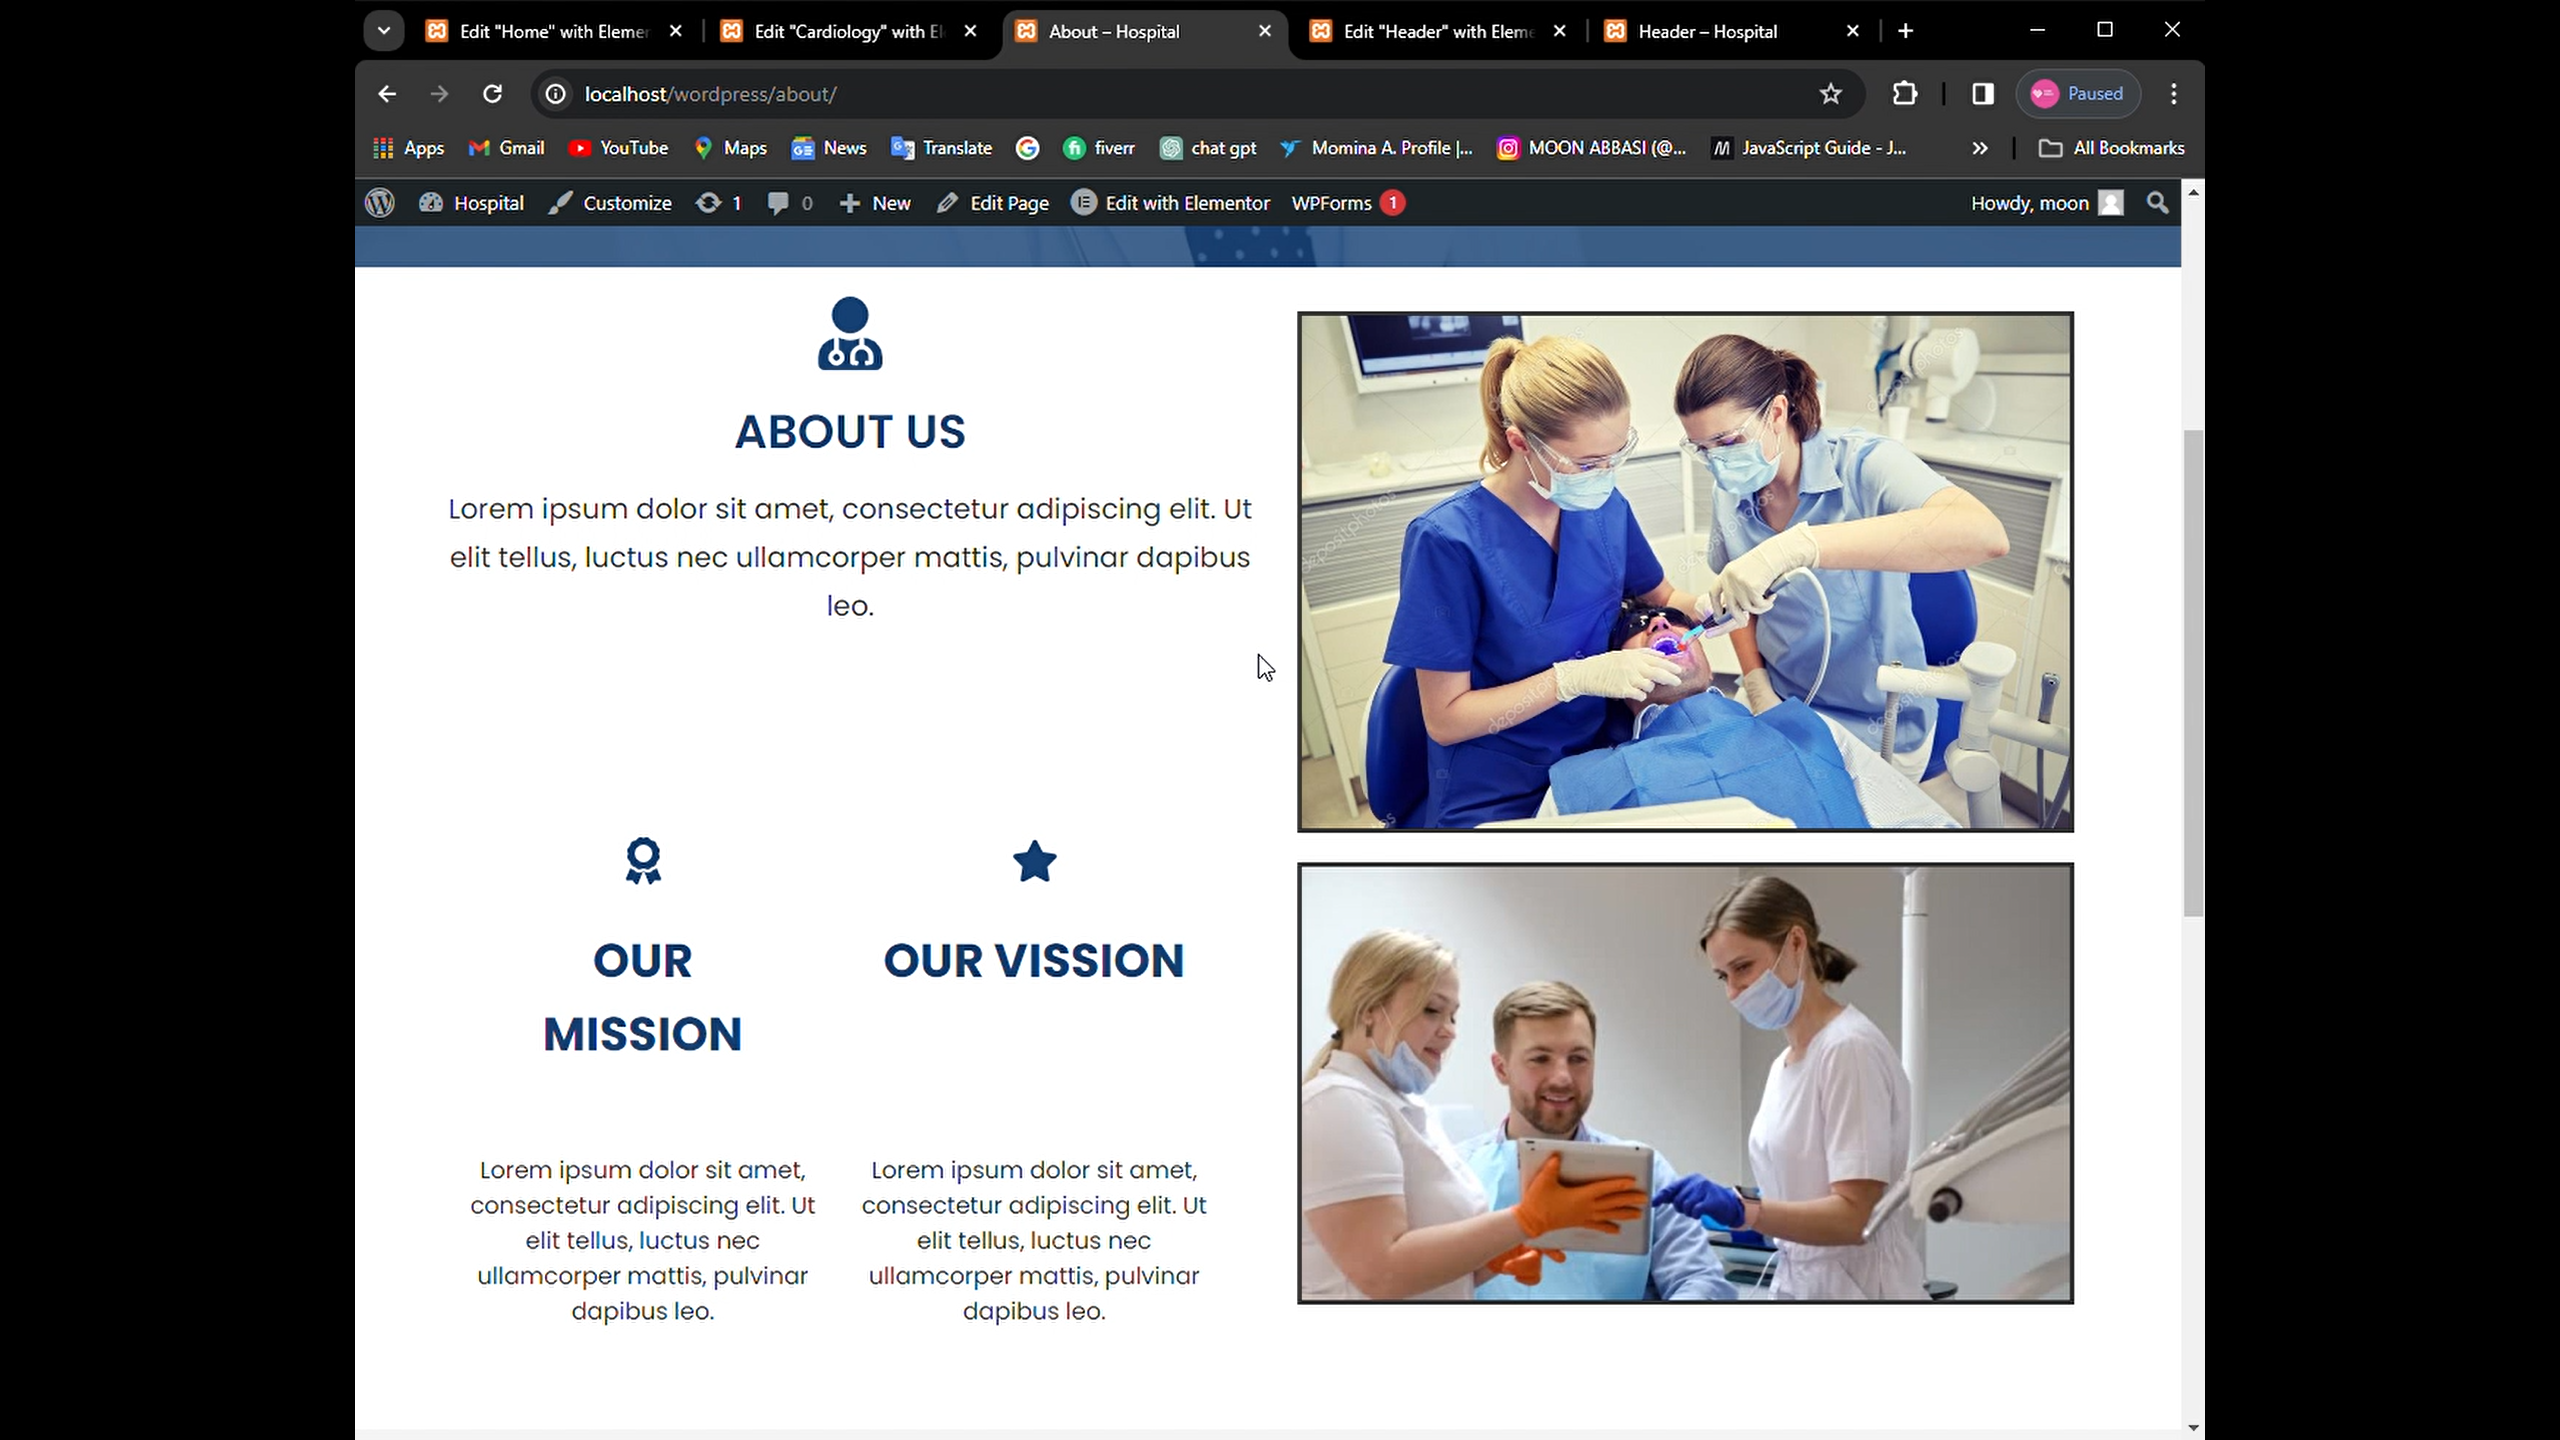 Edit "Home" with Elemer
Edit "Cardiology" with El
About – Hospital
Edit "Header" with Eleme
Header – Hospital
localhost/wordpress/about/
Paused
Apps
Gmail
YouTube
Maps
News
Translate
fiverr
chat gpt
Momina A. Profile |...
MOON ABBASI (@...
JavaScript Guide - J...
All Bookmarks
Hospital
Customize
1
0
New
Edit Page
Edit with Elementor
WPForms 1
Howdy, moon
ABOUT US
Lorem ipsum dolor sit amet, consectetur adipiscing elit. Ut
elit tellus, luctus nec ullamcorper mattis, pulvinar dapibus
leo.
OUR
MISSION
Lorem ipsum dolor sit amet,
consectetur adipiscing elit. Ut
elit tellus, luctus nec
ullamcorper mattis, pulvinar
dapibus leo.
OUR VISSION
Lorem ipsum dolor sit amet,
consectetur adipiscing elit. Ut
elit tellus, luctus nec
ullamcorper mattis, pulvinar
dapibus leo.
depositphotos
depositphotos
depositphotos
depositphotos
depositphotos